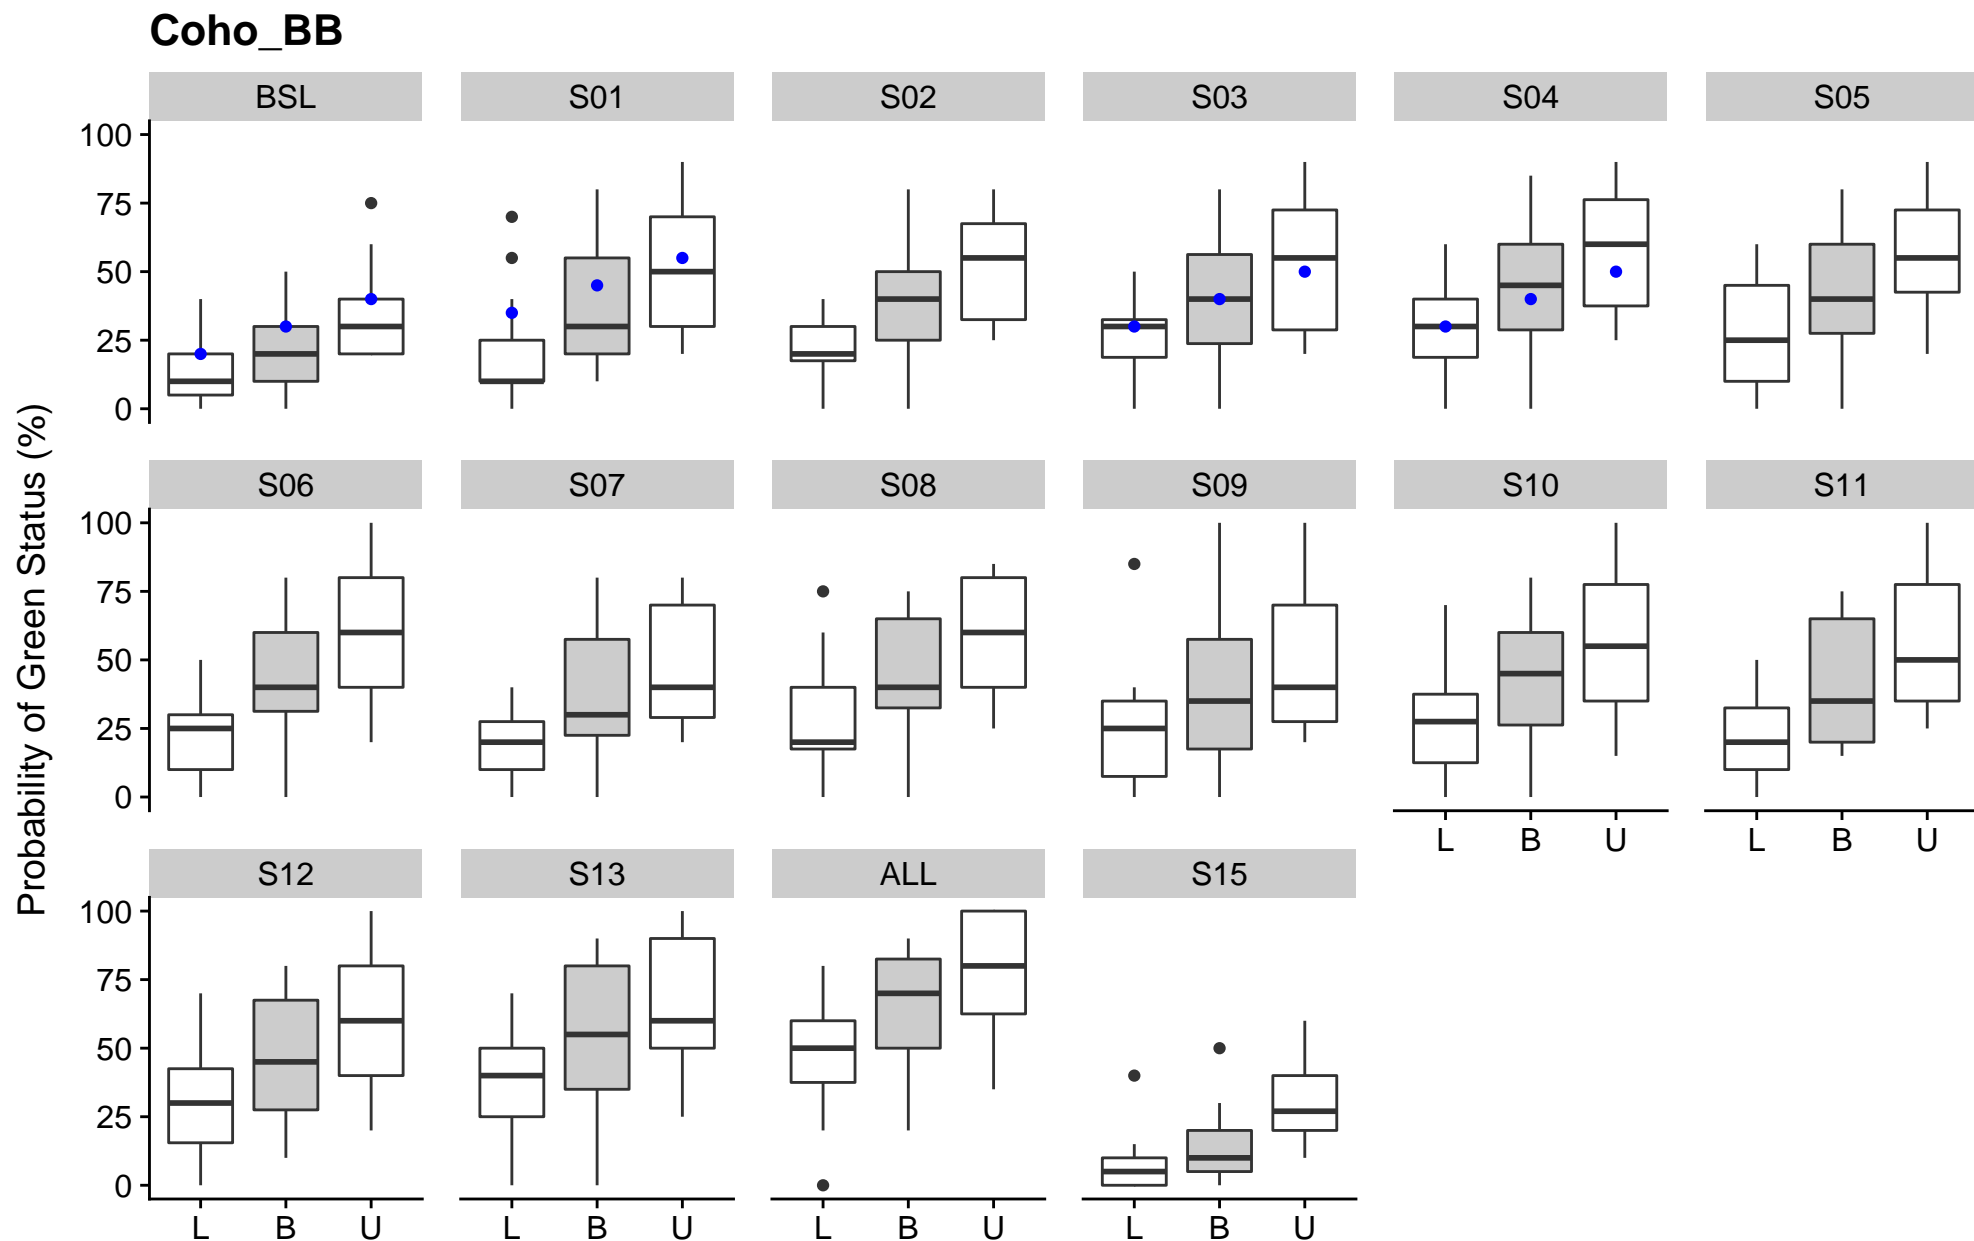 Coho_BB
BSL S01 S02 S03 S04 S05
Probability of Green Status (%)
100
75
50
25
0
S06 S07 S08 S09 S10 S11
100
75
50
25
0
L B U L B U
S12 S13 ALL S15
100
75
50
25
0
L B U L B U L B U L B U